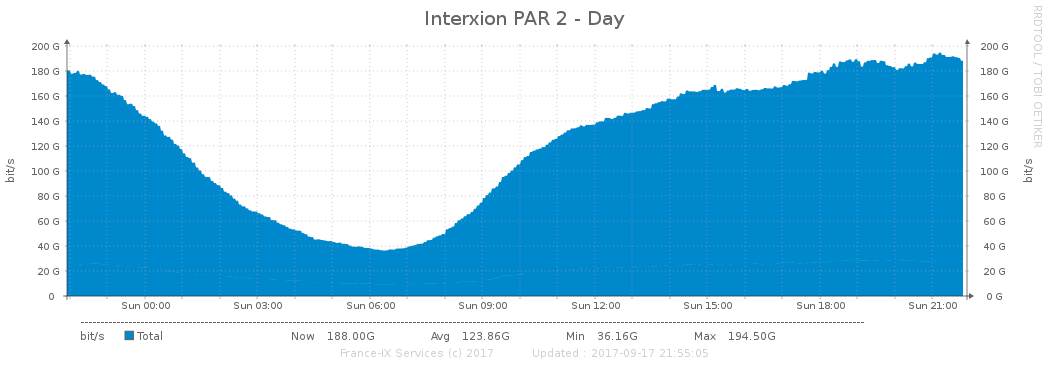 Interxion PAR 2 - Day
RRDTOOL / TOBI OETIKER
200 G 200 G
180 G 180 G
160 G 160 G
140 G 140 G
120 G 120 G
100 G 100 G
80 G 80 G
60 G 60 G
40 G 40 G
20 G 20 G
0 0 G
bit/s bit/s
Sun 00:00 Sun 03:00 Sun 06:00 Sun 09:00 Sun 12:00 Sun 15:00 Sun 18:00 Sun 21:00
bit/s Total Now 188.00G Avg 123.86G Min 36.16G Max 194.50G
France-IX Services (c) 2017 Updated : 2017-09-17 21:55:05